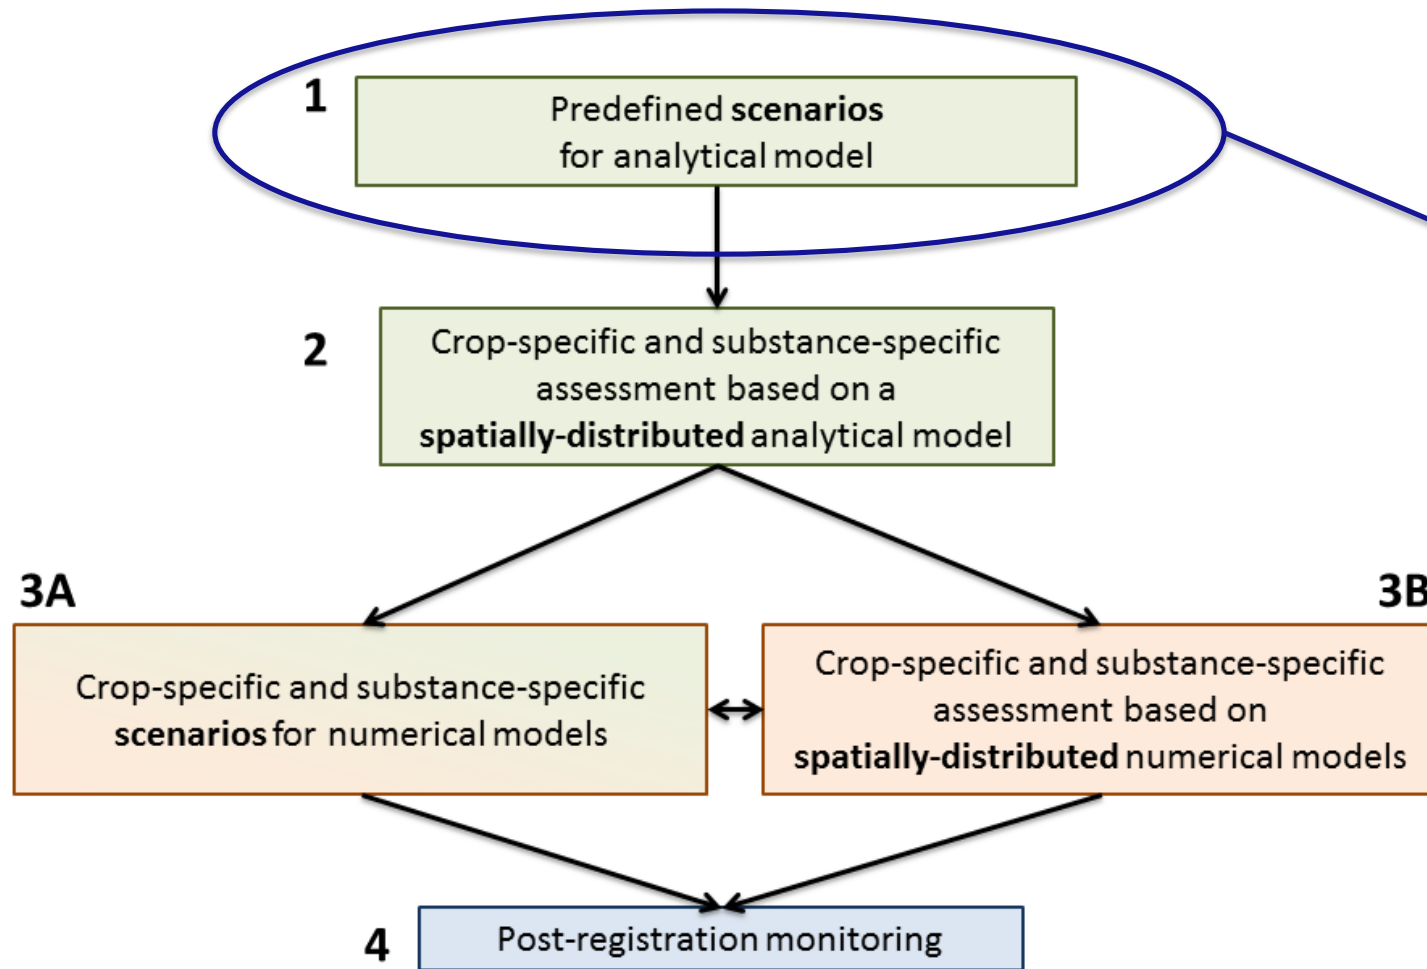 1
Predefined scenarios
for analytical model
2
Crop-specific and substance-specific
assessment based on a
spatially-distributed analytical model
3A
3B
Crop-specific and substance-specific
scenarios for numerical models
Crop-specific and substance-specific
assessment based on
spatially-distributed numerical models
4
Post-registration monitoring